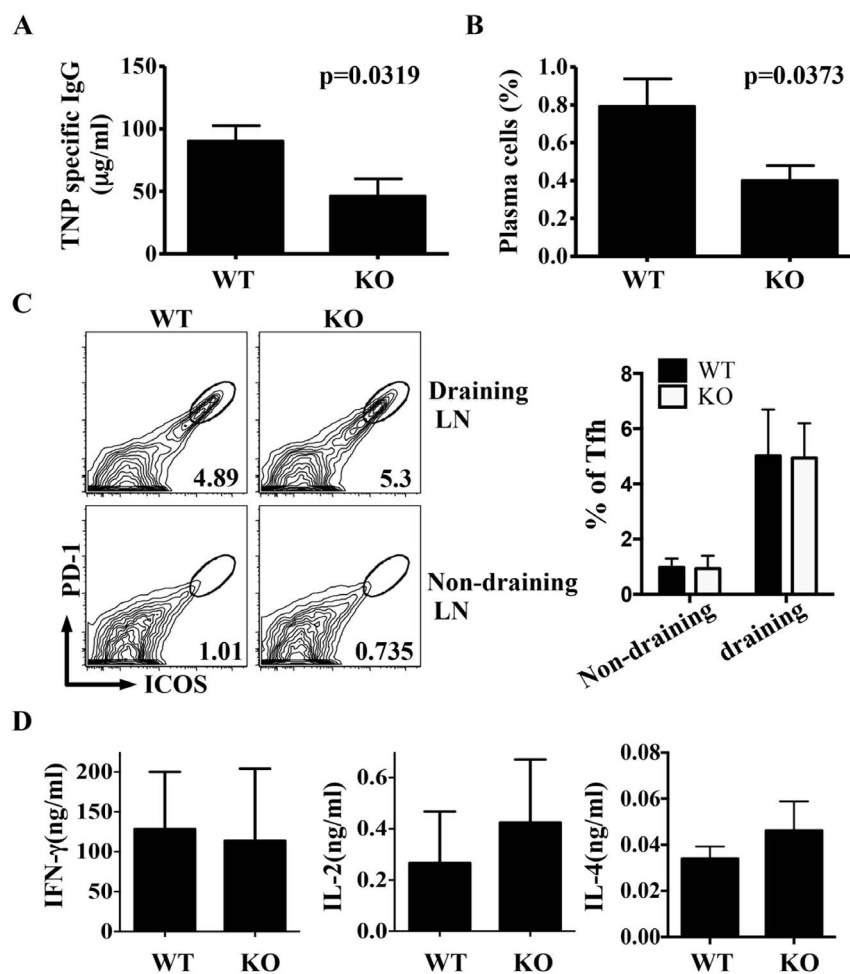 A
TNP specific IgG
(μg/ml)
150
100
50
0
p=0.0319
WT
KO
B
Plasma cells (%)
1.0
0.8
0.6
0.4
0.2
0.0
p=0.0373
WT
KO
C
WT
KO
4.89
5.3
Draining
LN
1.01
0.735
Non-draining
LN
PD-1
ICOS
% of Tfh
8
6
4
2
0
WT
KO
Non-draining
draining
D
IFN-γ(ng/ml)
200
150
100
50
0
WT
KO
IL-2(ng/ml)
0.6
0.4
0.2
0.0
WT
KO
IL-4(ng/ml)
0.08
0.06
0.04
0.02
0.00
WT
KO